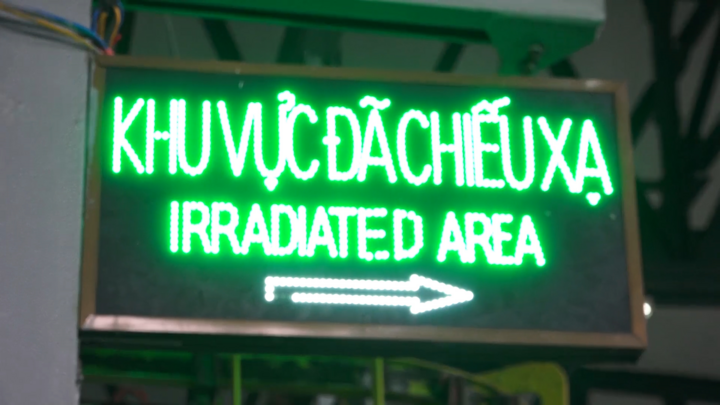 KHU VỰC ĐÃ CHIẾU XẠ
IRRADIATED AREA